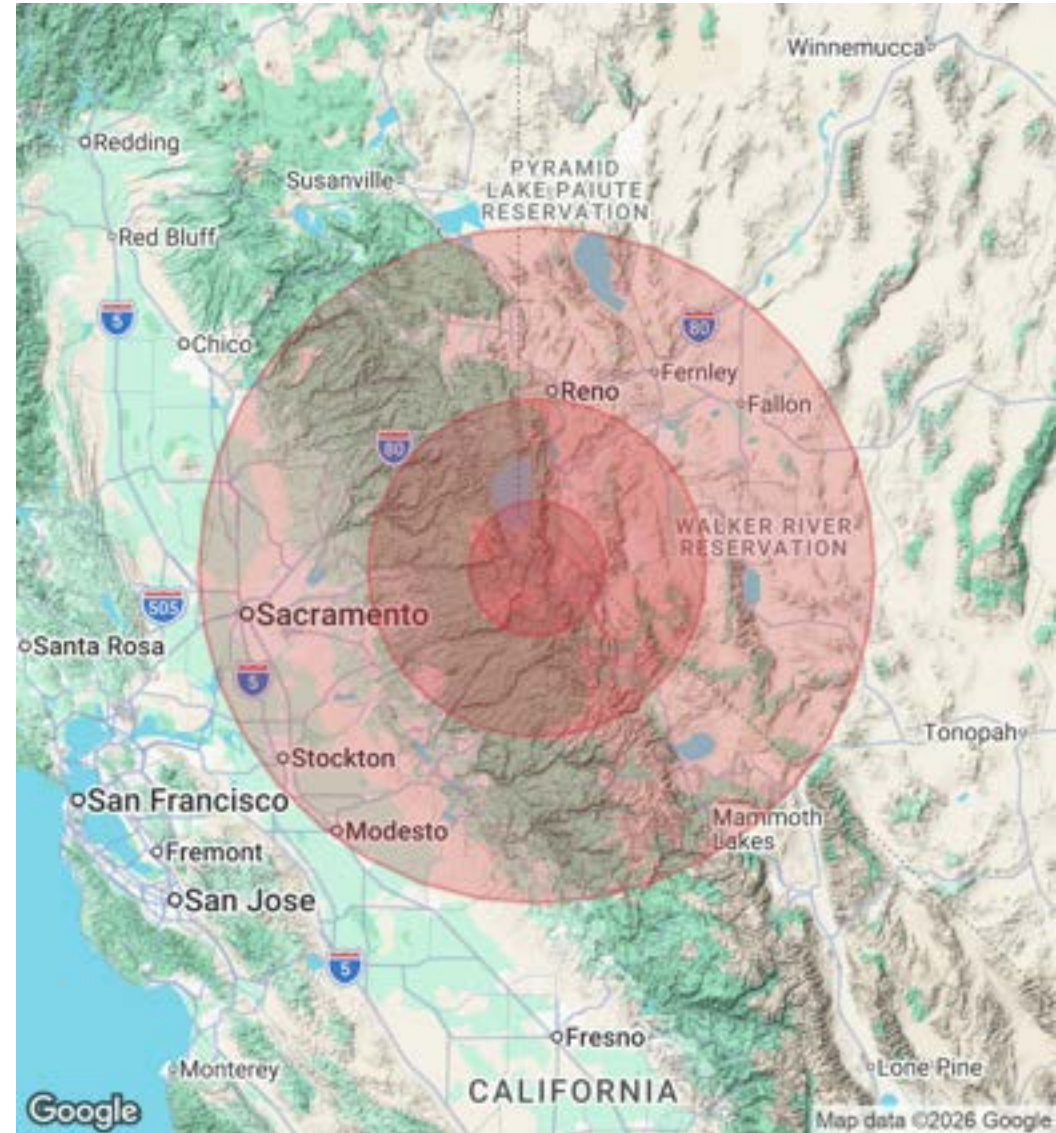 Winnemucca
Redding
PYRAMID
LAKE PAIUTE
RESERVATION
Susanville
Red Bluff
5
80
Chico
Fernley
Reno
Fallon
80
WALKER RIVER
RESERVATION
505
Sacramento
Santa Rosa
5
Tonopah
Stockton
San Francisco
Mammoth
Lakes
Modesto
Fremont
San Jose
5
Fresno
Monterey
Lone Pine
CALIFORNIA
Google
Map data ©2026 Google